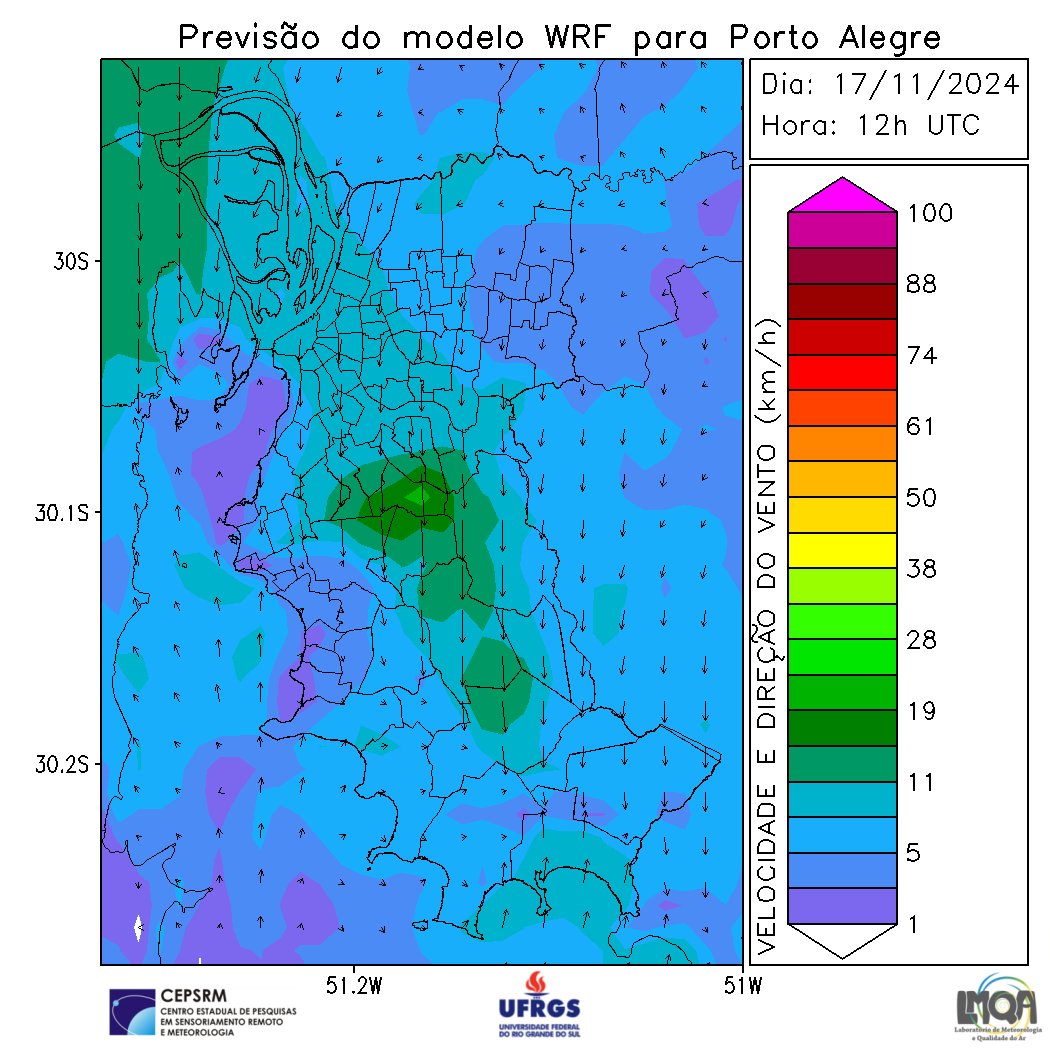 Previsão do modelo WRF para Porto Alegre
Dia: 17/11/2024
Hora: 12h UTC
VELOCIDADE E DIREÇÃO DO VENTO (km/h)
100
88
74
61
50
38
28
19
11
5
1
30S
30.1S
30.2S
51.2W
51W
CEPSRM
CENTRO ESTADUAL DE PESQUISAS
EM SENSORIAMENTO REMOTO
E METEOROLOGIA
UFRGS
UNIVERSIDADE FEDERAL
DO RIO GRANDE DO SUL
LMQA
Laboratório de Meteorologia
e Qualidade do Ar